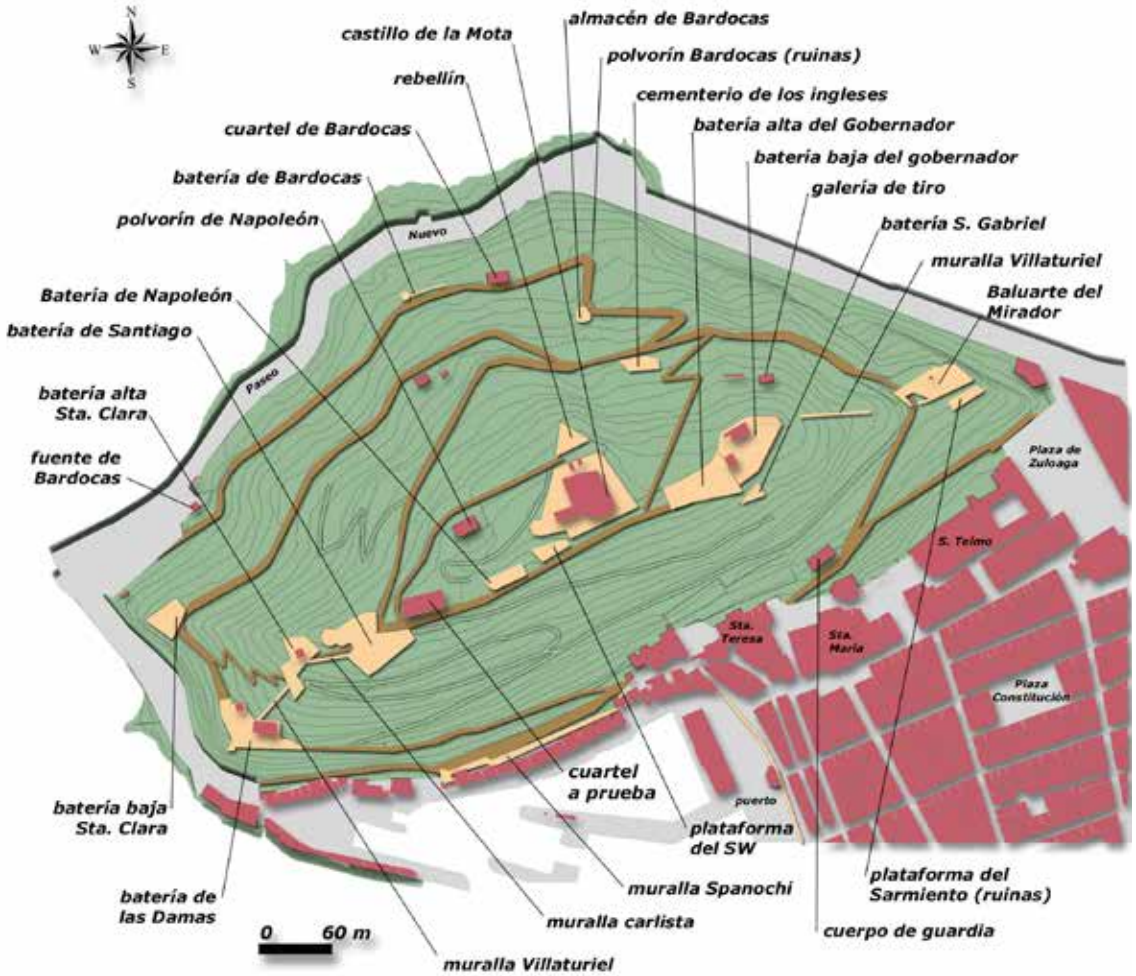 N
W E
S
almacén de Bardocas
castillo de la Mota
polvorín Bardocas (ruinas)
rebellín
cementerio de los ingleses
batería alta del Gobernador
cuartel de Bardocas
batería baja del gobernador
batería de Bardocas
galería de tiro
polvorín de Napoleón
batería S. Gabriel
Nuevo
muralla Villaturiel
Batería de Napoleón
Baluarte del
Mirador
batería de Santiago
Paseo
batería alta
Sta. Clara
fuente de
Bardocas
Plaza de
Zuloaga
S. Telmo
Sta.
Teresa
Sta.
Maria
Plaza
Constitución
cuartel
a prueba
puerto
batería baja
Sta. Clara
plataforma
del SW
plataforma del
Sarmiento (ruinas)
muralla Spanochi
batería de
las Damas
muralla carlista
cuerpo de guardia
0 60 m
muralla Villaturiel